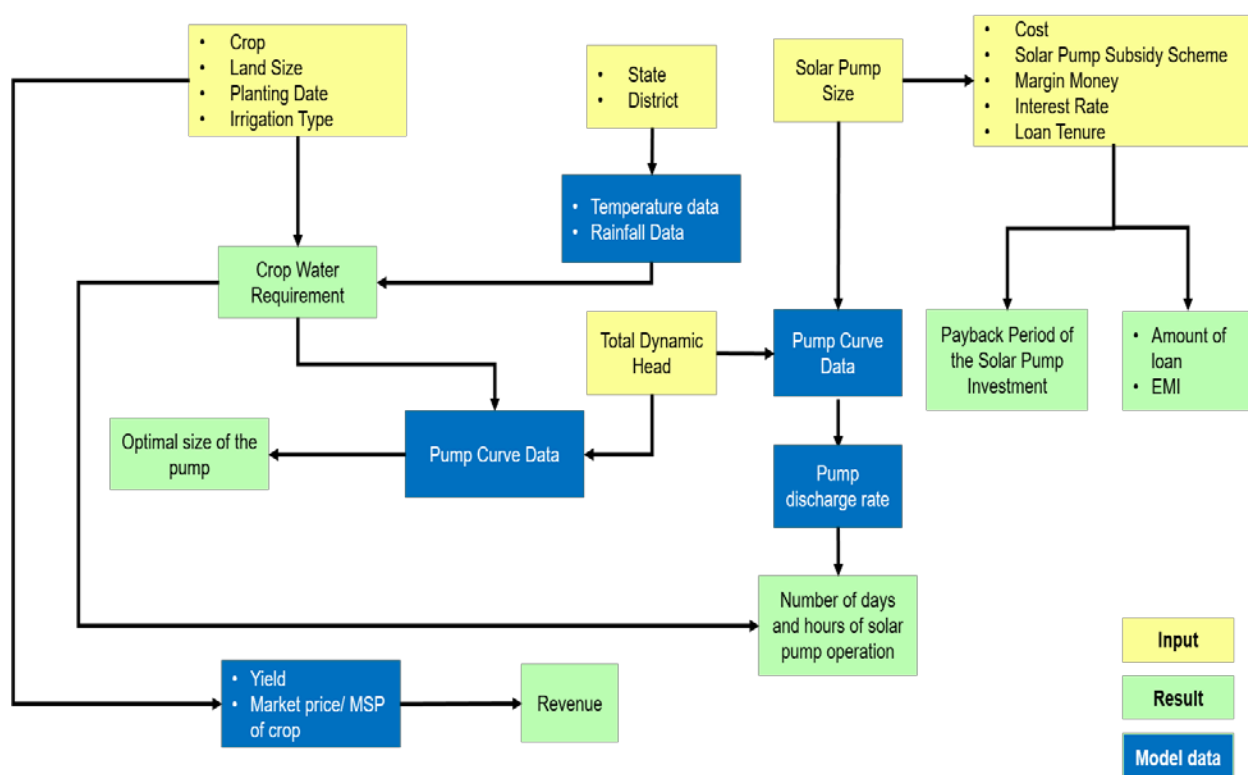 • Crop
• Land Size
• Planting Date
• Irrigation Type
• State
• District
Solar Pump
Size
• Cost
• Solar Pump Subsidy Scheme
• Margin Money
• Interest Rate
• Loan Tenure
• Temperature data
• Rainfall Data
Crop Water
Requirement
Total Dynamic
Head
Pump Curve
Data
Payback Period of
the Solar Pump
Investment
• Amount of
loan
• EMI
Optimal size of the
pump
Pump Curve Data
Pump
discharge rate
Number of days
and hours of solar
pump operation
• Yield
• Market price/ MSP
of crop
Revenue
Input
Result
Model data